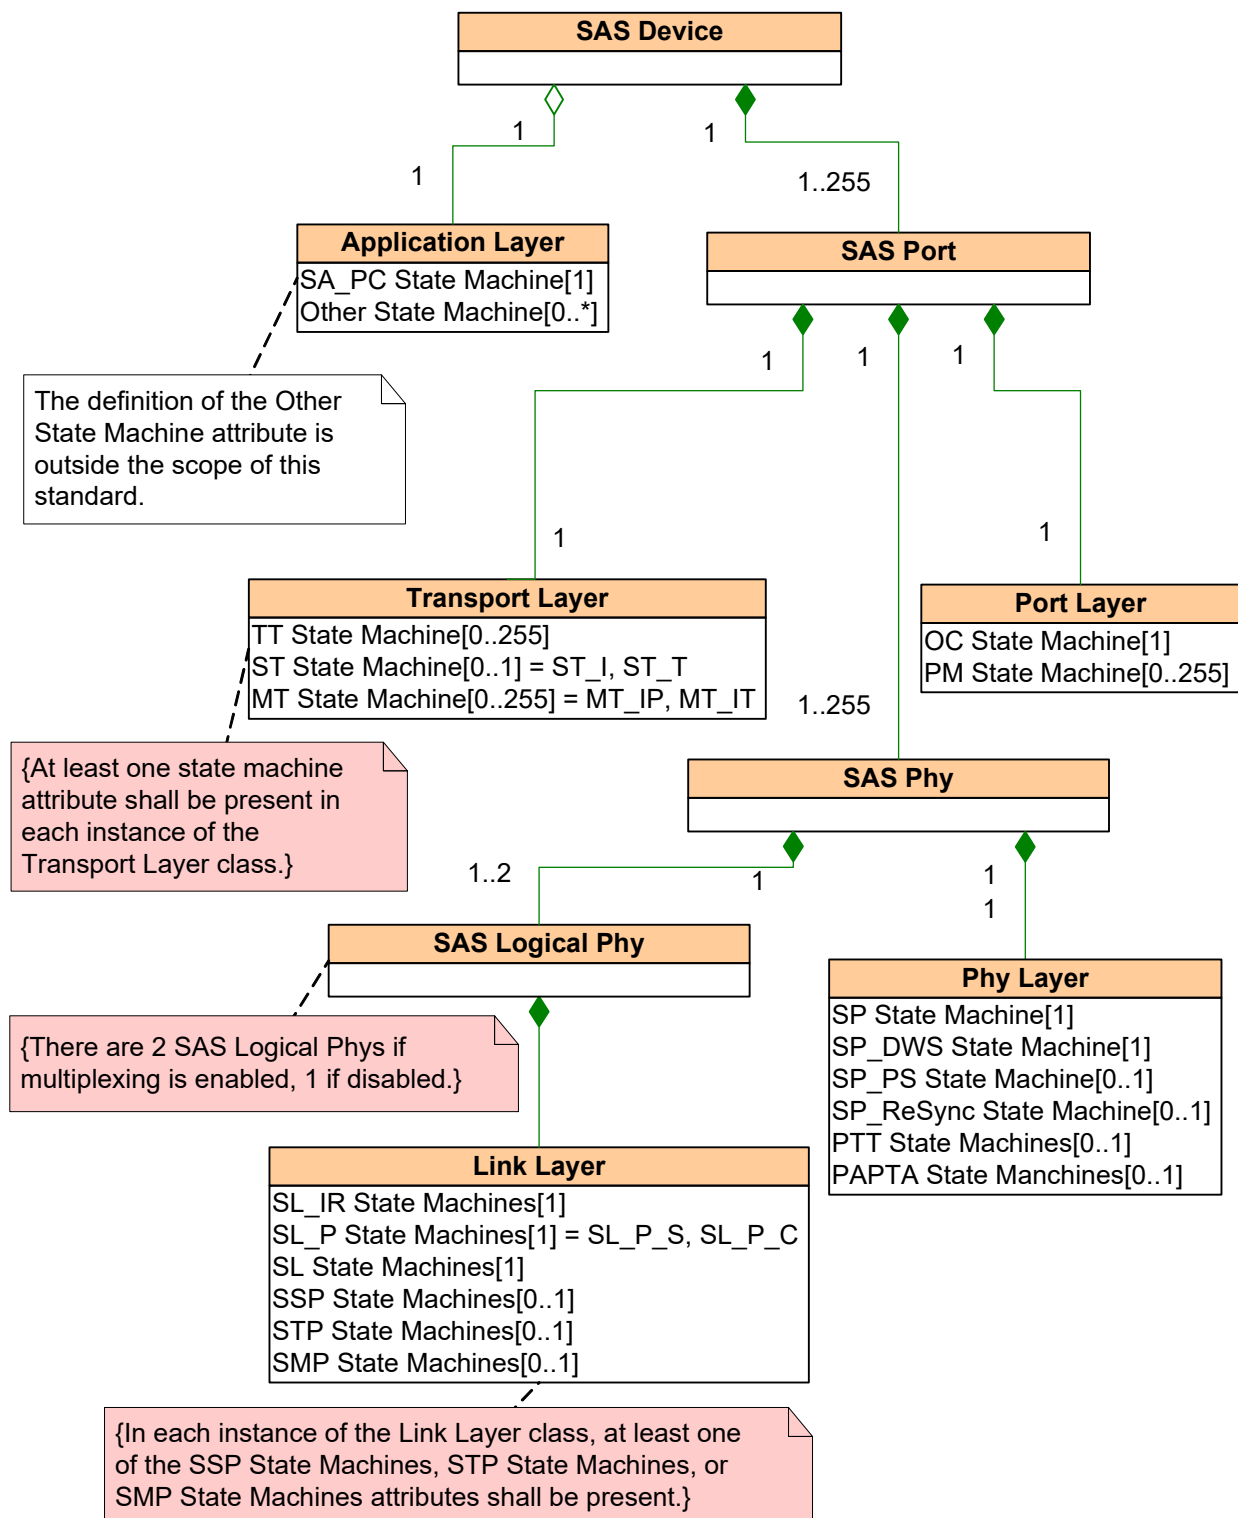 SAS Device
1
1
1
1..255
Application Layer
SA_PC State Machine[1]
Other State Machine[0..*]
SAS Port
The definition of the Other
State Machine attribute is
outside the scope of this
standard.
1
1
1
1
1
1..255
Transport Layer
TT State Machine[0..255]
ST State Machine[0..1] = ST_I, ST_T
MT State Machine[0..255] = MT_IP, MT_IT
Port Layer
OC State Machine[1]
PM State Machine[0..255]
{At least one state machine
attribute shall be present in
each instance of the
Transport Layer class.}
SAS Phy
1..2
1
1
1
SAS Logical Phy
{There are 2 SAS Logical Phys if
multiplexing is enabled, 1 if disabled.}
Phy Layer
SP State Machine[1]
SP_DWS State Machine[1]
SP_PS State Machine[0..1]
SP_ReSync State Machine[0..1]
PTT State Machines[0..1]
PAPTA State Manchines[0..1]
Link Layer
SL_IR State Machines[1]
SL_P State Machines[1] = SL_P_S, SL_P_C
SL State Machines[1]
SSP State Machines[0..1]
STP State Machines[0..1]
SMP State Machines[0..1]
{In each instance of the Link Layer class, at least one
of the SSP State Machines, STP State Machines, or
SMP State Machines attributes shall be present.}